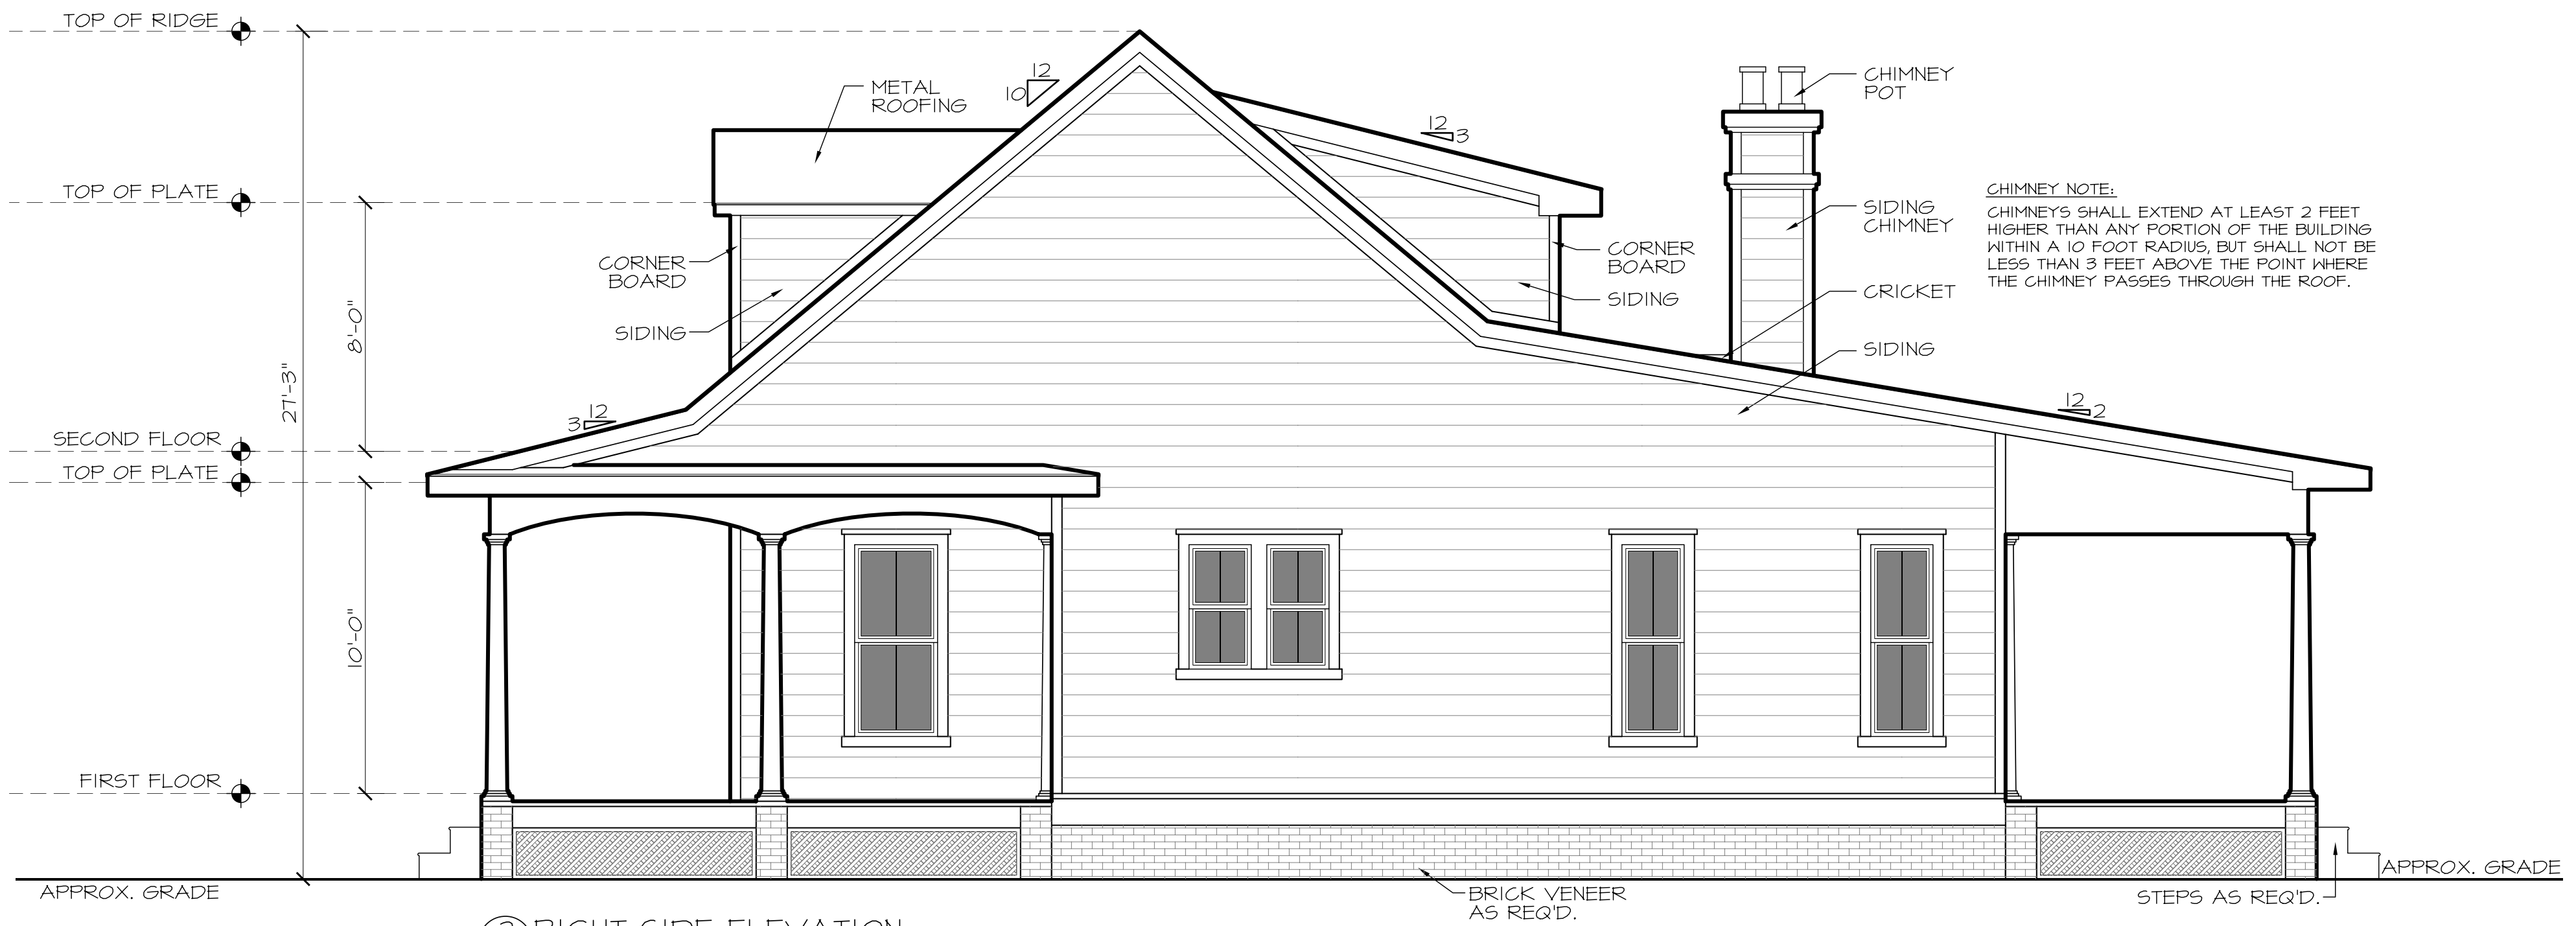 TOP OF RIDGE
TOP OF PLATE
SECOND FLOOR
TOP OF PLATE
FIRST FLOOR
APPROX. GRADE
27'-3"
8'-0"
10'-0"
METAL
ROOFING
12
10
12
3
CHIMNEY
POT
CHIMNEY NOTE:
CHIMNEYS SHALL EXTEND AT LEAST 2 FEET
HIGHER THAN ANY PORTION OF THE BUILDING
WITHIN A 10 FOOT RADIUS, BUT SHALL NOT BE
LESS THAN 3 FEET ABOVE THE POINT WHERE
THE CHIMNEY PASSES THROUGH THE ROOF.
SIDING
CHIMNEY
CORNER
BOARD
SIDING
CORNER
BOARD
SIDING
CRICKET
SIDING
12
3
12
2
BRICK VENEER
AS REQ'D.
STEPS AS REQ'D.
APPROX. GRADE
RIGHT SIDE ELEVATION